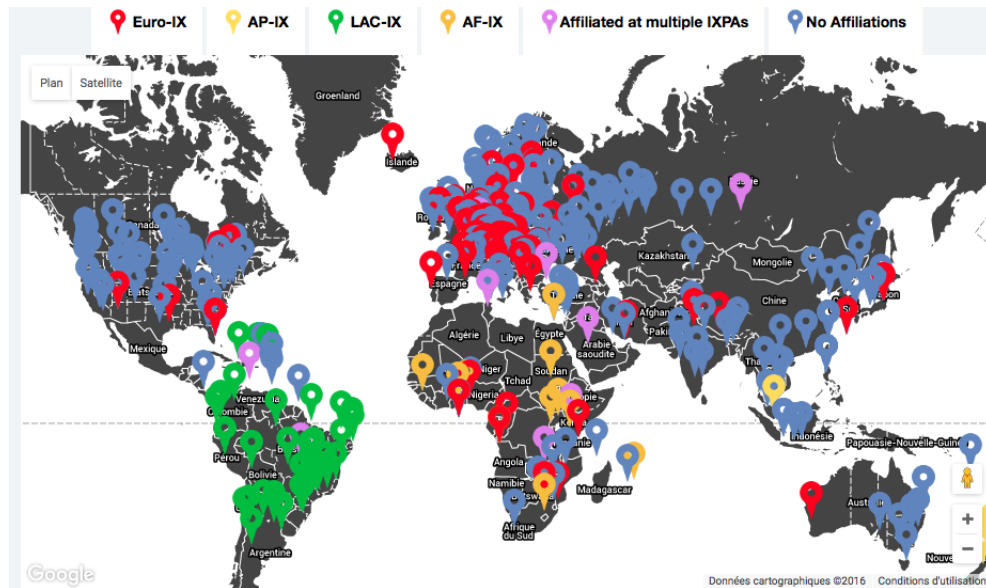 Euro-IX
AP-IX
LAC-IX
AF-IX
Affiliated at multiple IXPAs
No Affiliations
Plan
Satellite
Groenland
Islande
Canada
Mexique
Espagne
Algérie
Libye
Égypte
Arabie
saoudite
Kazakhstan
Mongolie
Chine
Niger
Tchad
Soudan
Nigeria
Venezuela
Colombie
Pérou
Bolivie
Argentine
Angola
Namibie
Madagascar
Afrique
du Sud
Indonésie
Papouasie-Nouvelle-Guin
Google
Données cartographiques ©2016
Conditions d'utilisation